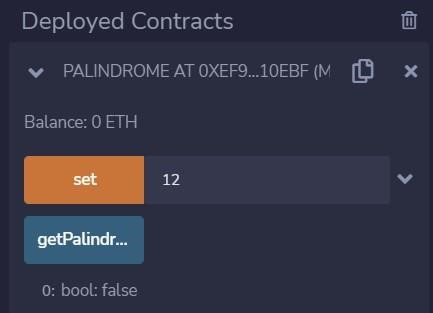 Deployed Contracts
PALINDROME AT 0XEF9...10EBF (M
Balance: 0 ETH
set 12
getPalindr...
0: bool: false